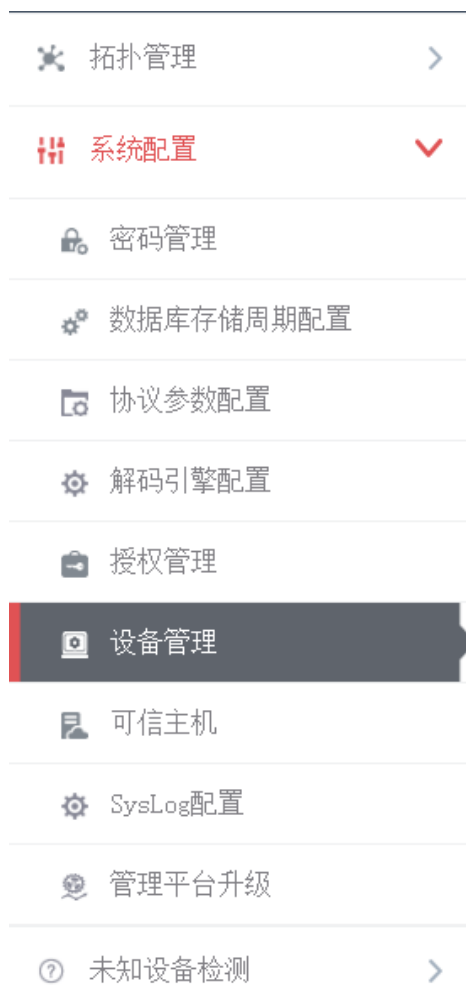 拓扑管理
系统配置
密码管理
数据库存储周期配置
协议参数配置
解码引擎配置
授权管理
设备管理
可信主机
SysLog配置
管理平台升级
未知设备检测